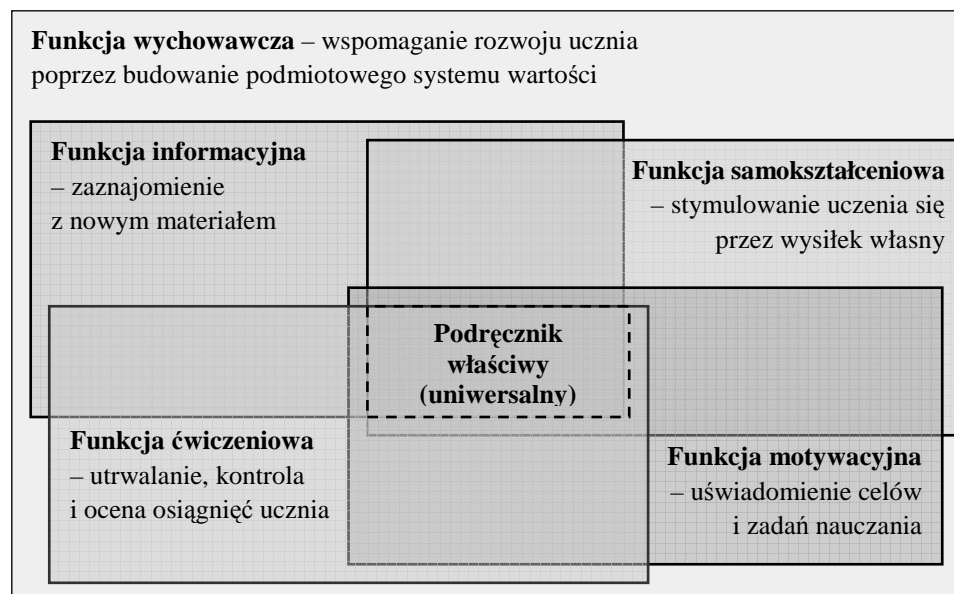 Funkcja wychowawcza – wspomaganie rozwoju ucznia
poprzez budowanie podmiotowego systemu wartości
Funkcja informacyjna
– zaznajomienie
z nowym materiałem
Funkcja samokształceniowa
– stymulowanie uczenia się
przez wysiłek własny
Podręcznik
właściwy
(uniwersalny)
Funkcja ćwiczeniowa
– utrwalanie, kontrola
i ocena osiągnięć ucznia
Funkcja motywacyjna
– uświadomienie celów
i zadań nauczania